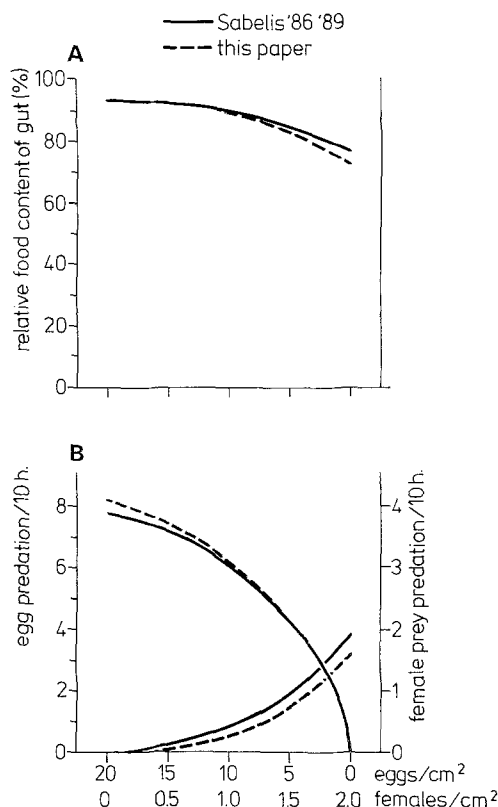 Sabelis '86 '89
this paper
A
relative food content of gut (%)
100
80
60
40
20
0
B
egg predation/10 h.
8
6
4
2
0
female prey predation/10h.
4
3
2
1
0
20 15 10 5 0 eggs/cm²
0 0.5 1.0 1.5 2.0 females/cm²